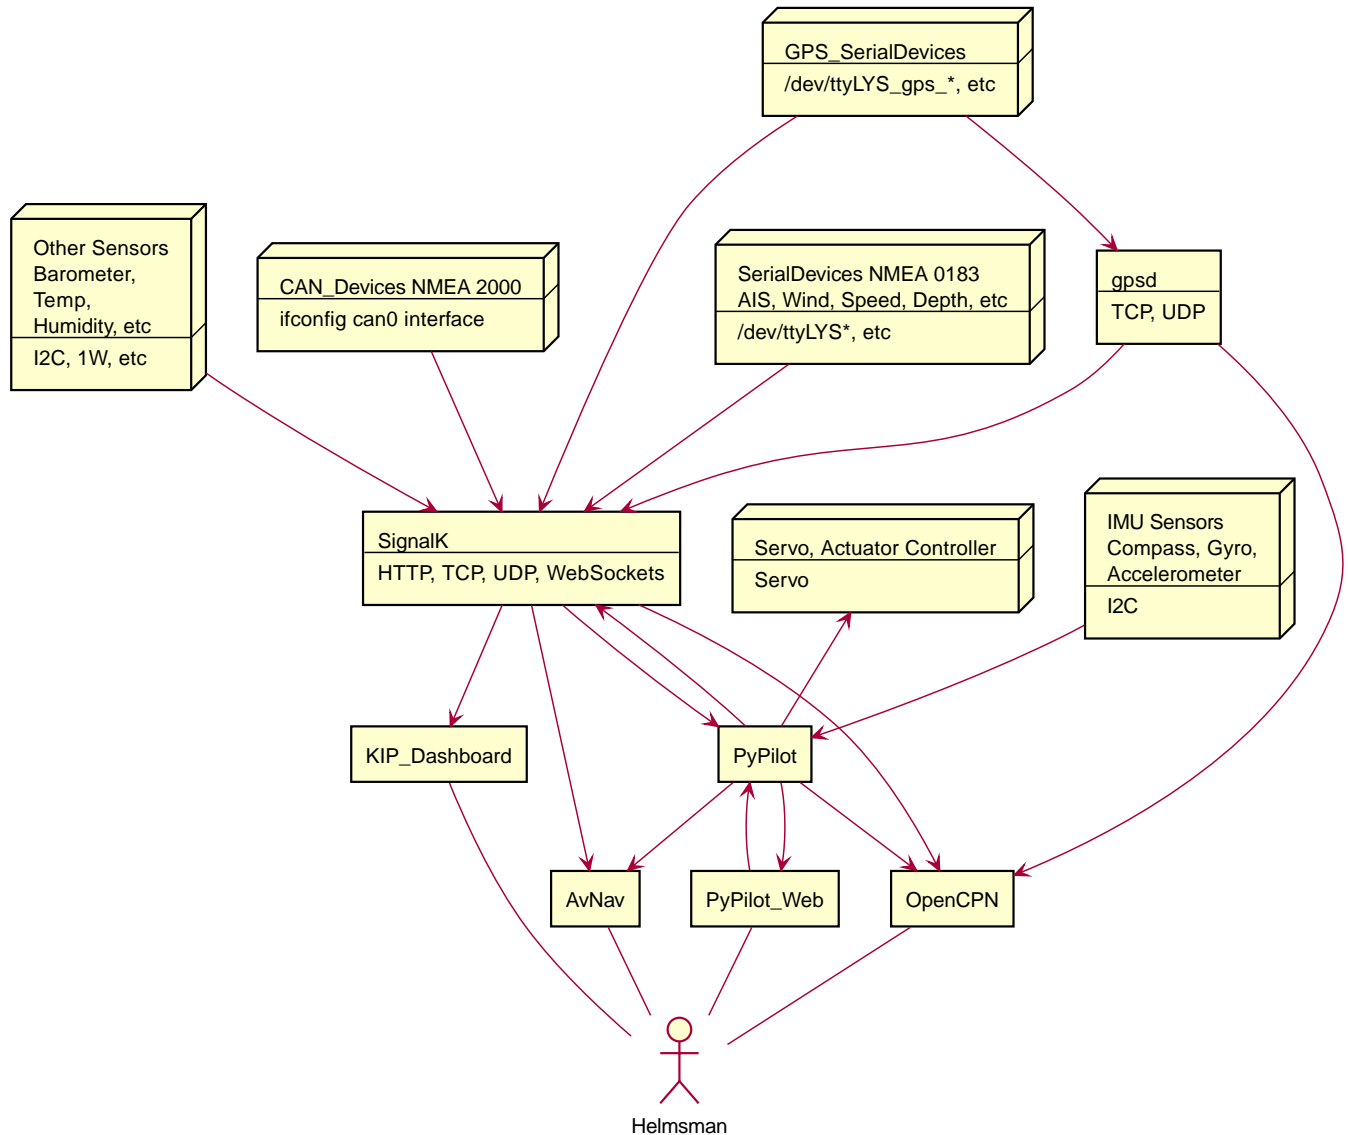 GPS_SerialDevices
/dev/ttyLYS_gps_*, etc
Other Sensors
Barometer,
Temp,
Humidity, etc
I2C, 1W, etc
CAN_Devices NMEA 2000
ifconfig can0 interface
SerialDevices NMEA 0183
AIS, Wind, Speed, Depth, etc
/dev/ttyLYS*, etc
gpsd
TCP, UDP
SignalK
HTTP, TCP, UDP, WebSockets
Servo, Actuator Controller
Servo
IMU Sensors
Compass, Gyro,
Accelerometer
I2C
KIP_Dashboard
PyPilot
AvNav
PyPilot_Web
OpenCPN
Helmsman